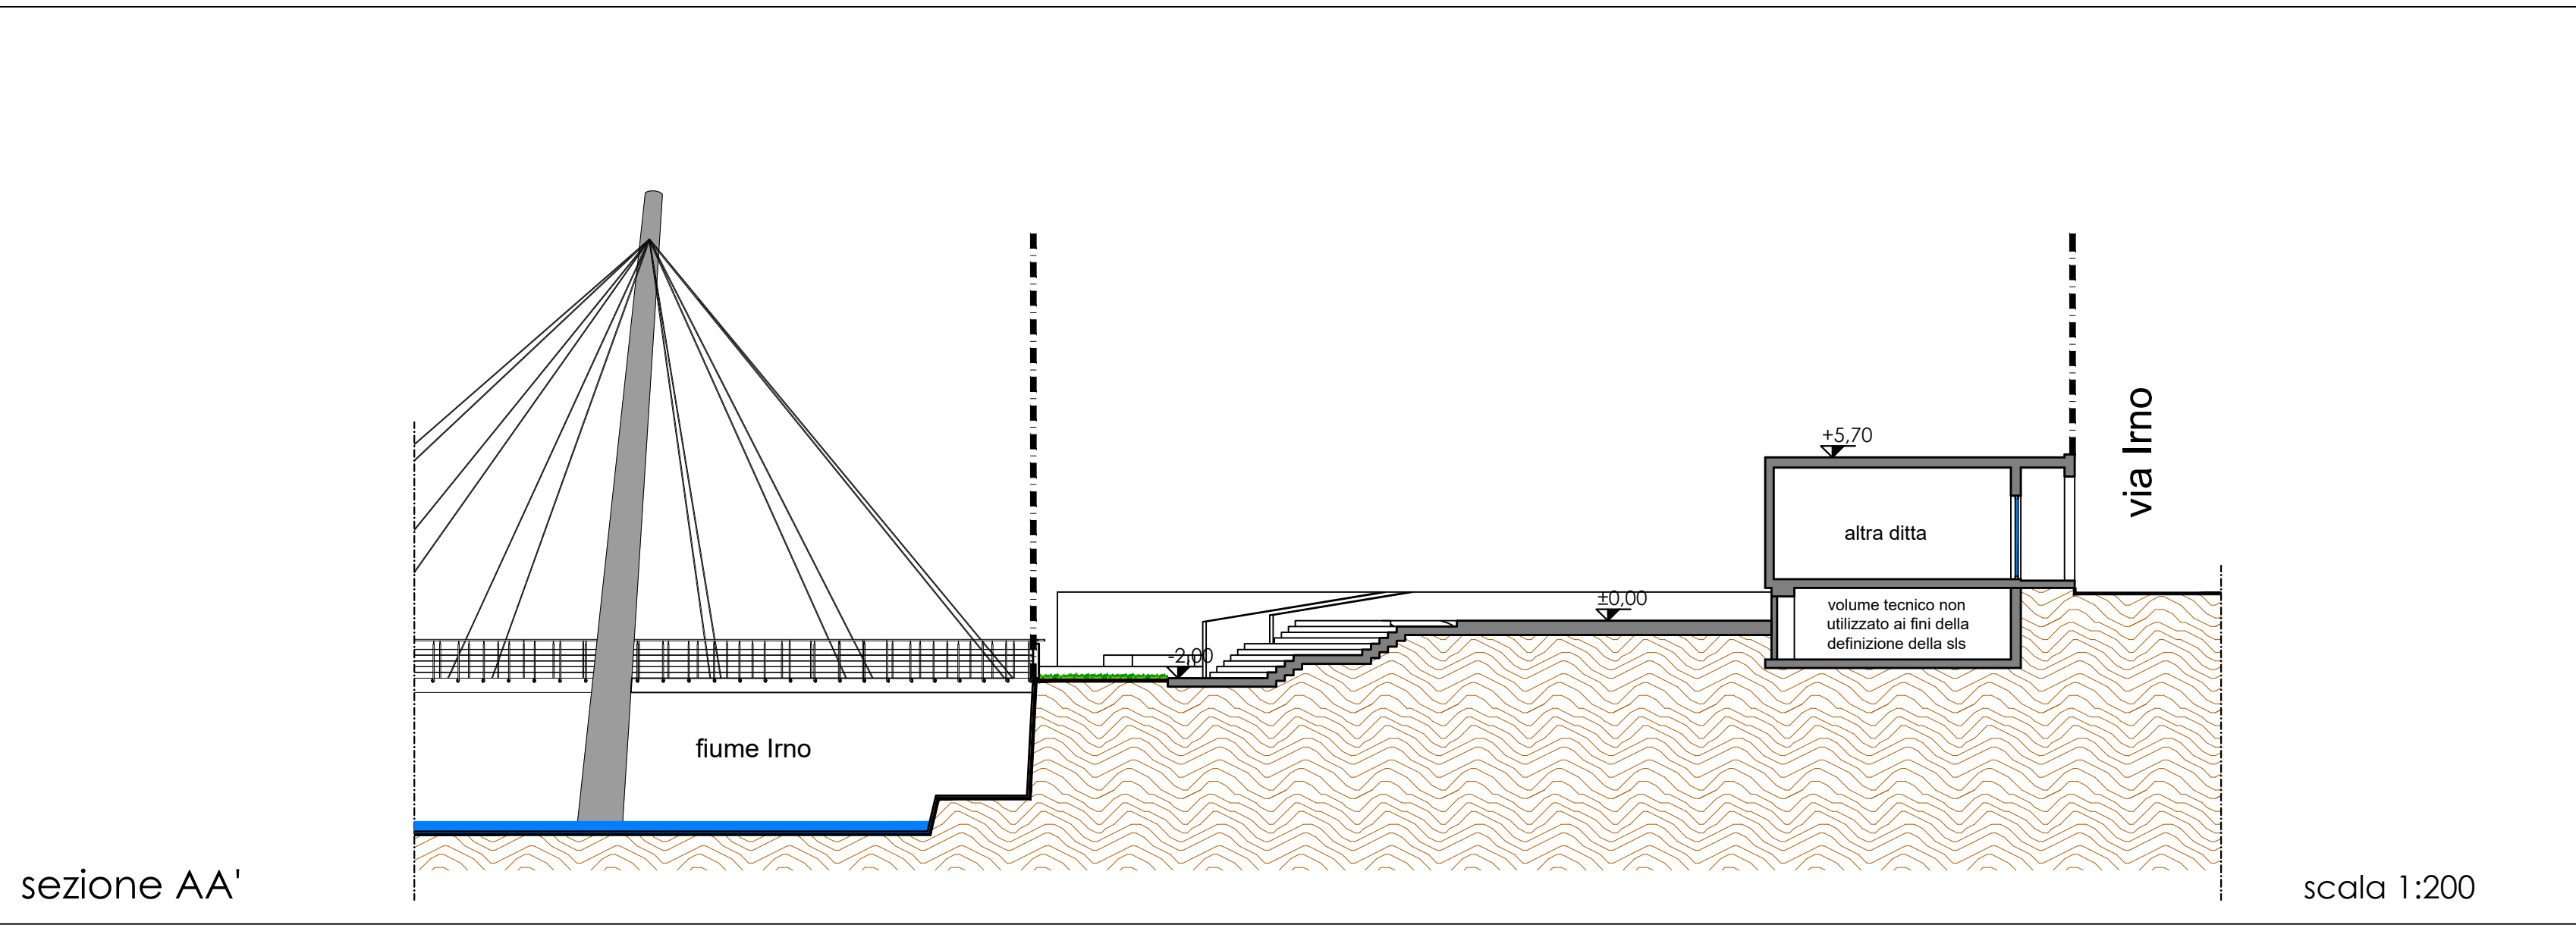 +5,70
via Irno
altra ditta
±0,00
volume tecnico non
utilizzato ai fini della
definizione della sls
-2,00
fiume Irno
sezione AA'
scala 1:200